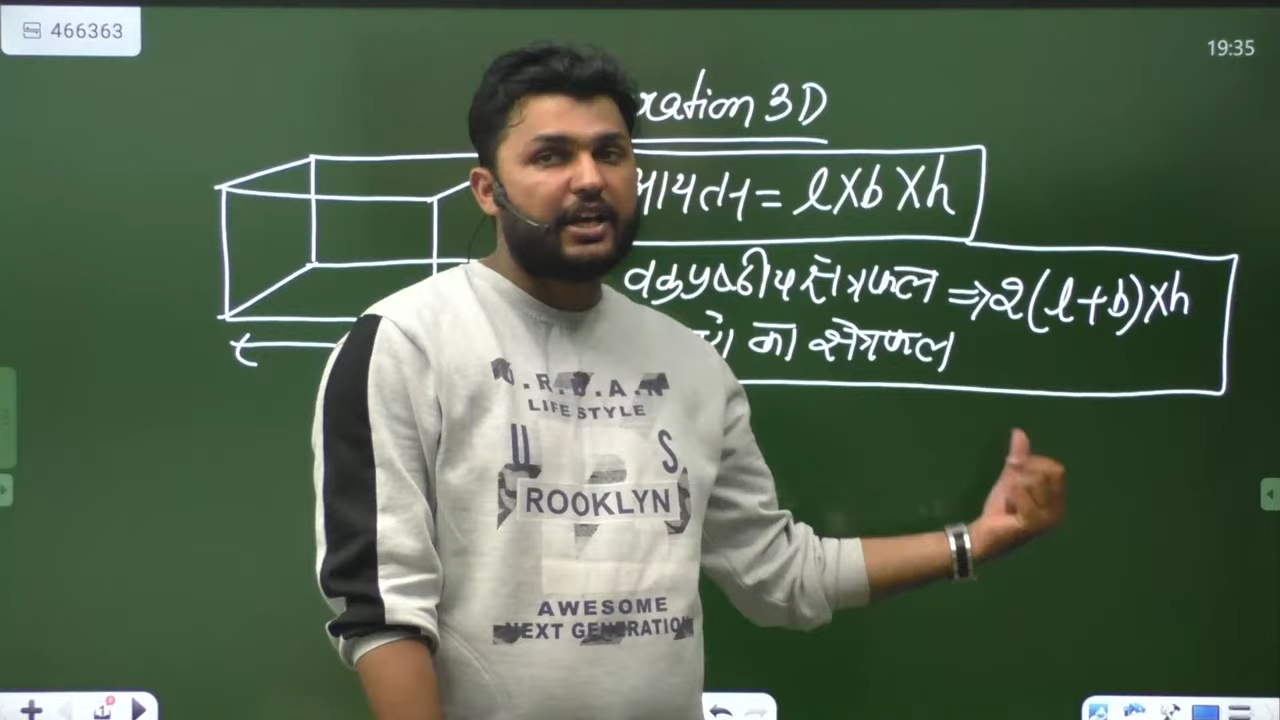 466363
19:35
ration 3D
आयतन = l×b×h
वक्रपृष्ठीय क्षेत्रफल ⇒ 2(l+b)×h
का क्षेत्रफल
U.R.B.A.N
LIFE STYLE
U S
ROOKLYN
AWESOME
NEXT GENERATION